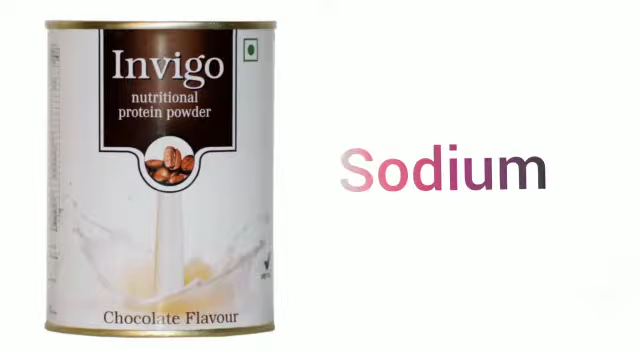 Invigo
nutritional
protein powder
Chocolate Flavour
Sodium